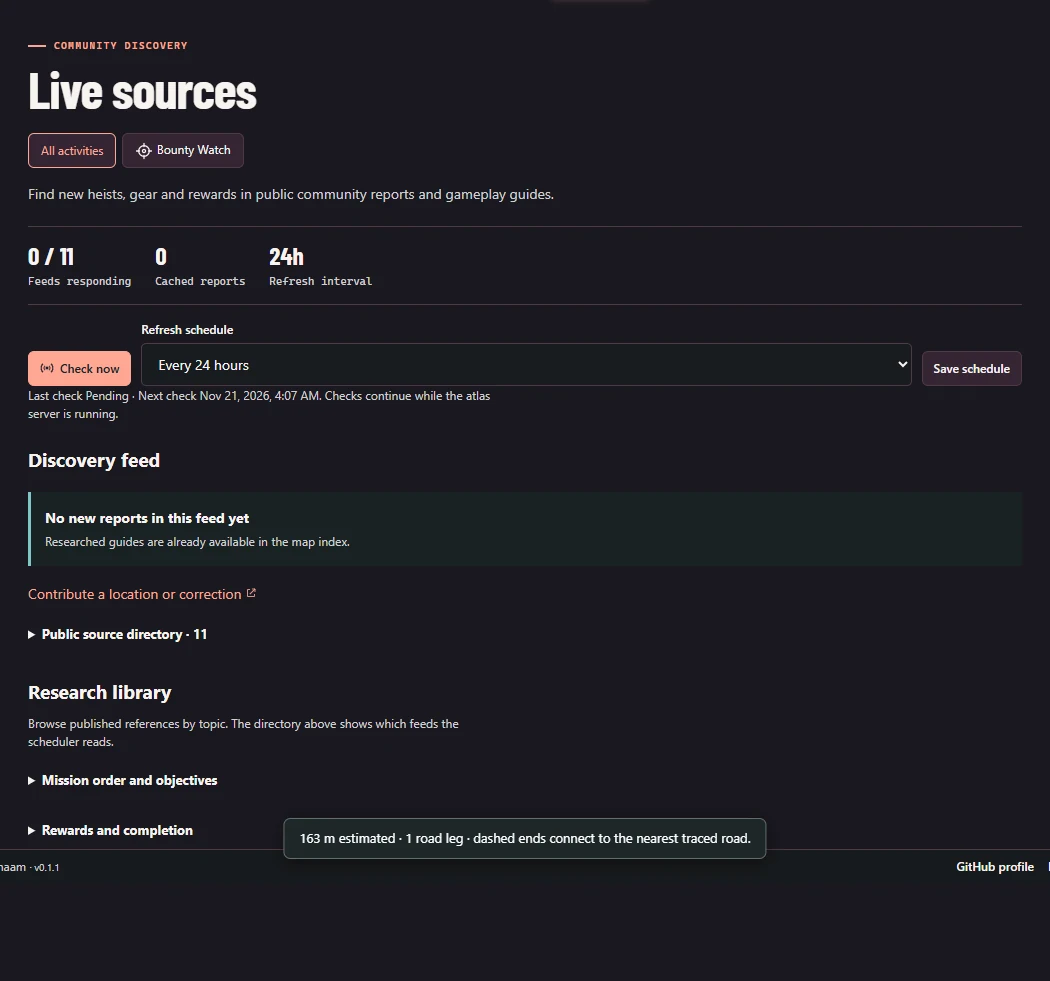 COMMUNITY DISCOVERY
Live sources
All activities
Bounty Watch
Find new heists, gear and rewards in public community reports and gameplay guides.
0 / 11
Feeds responding
0
Cached reports
24h
Refresh interval
Refresh schedule
Check now
Every 24 hours
Save schedule
Last check Pending · Next check Nov 21, 2026, 4:07 AM. Checks continue while the atlas
server is running.
Discovery feed
No new reports in this feed yet
Researched guides are already available in the map index.
Contribute a location or correction
Public source directory · 11
Research library
Browse published references by topic. The directory above shows which feeds the
scheduler reads.
Mission order and objectives
Rewards and completion
163 m estimated · 1 road leg · dashed ends connect to the nearest traced road.
naam · v0.1.1
GitHub profile